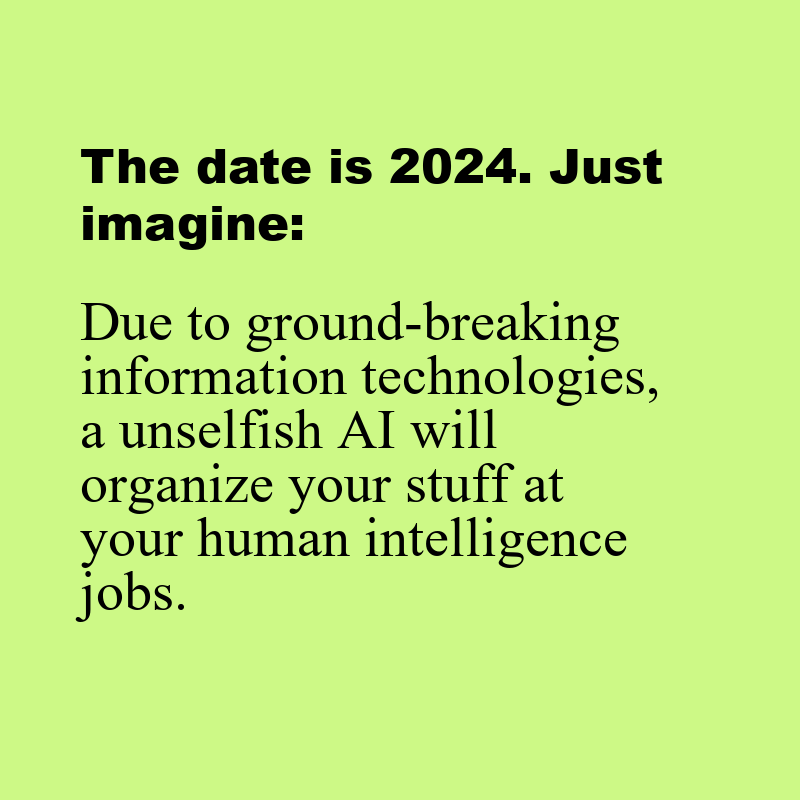 The date is 2024. Just
imagine:
Due to ground-breaking
information technologies,
a unselfish AI will
organize your stuff at
your human intelligence
jobs.